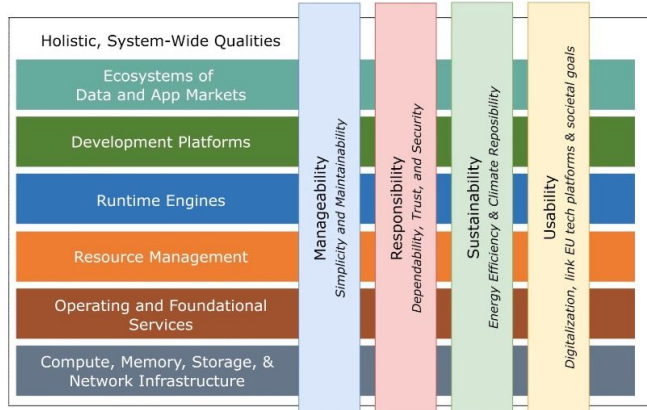 Holistic, System-Wide Qualities
Ecosystems of
Data and App Markets
Development Platforms
Runtime Engines
Resource Management
Operating and Foundational
Services
Compute, Memory, Storage, &
Network Infrastructure
Manageability
Simplicity and Maintainability
Responsibility
Dependability, Trust, and Security
Sustainability
Energy Efficiency & Climate Reposibility
Usability
Digitalization, link EU tech platforms & societal goals